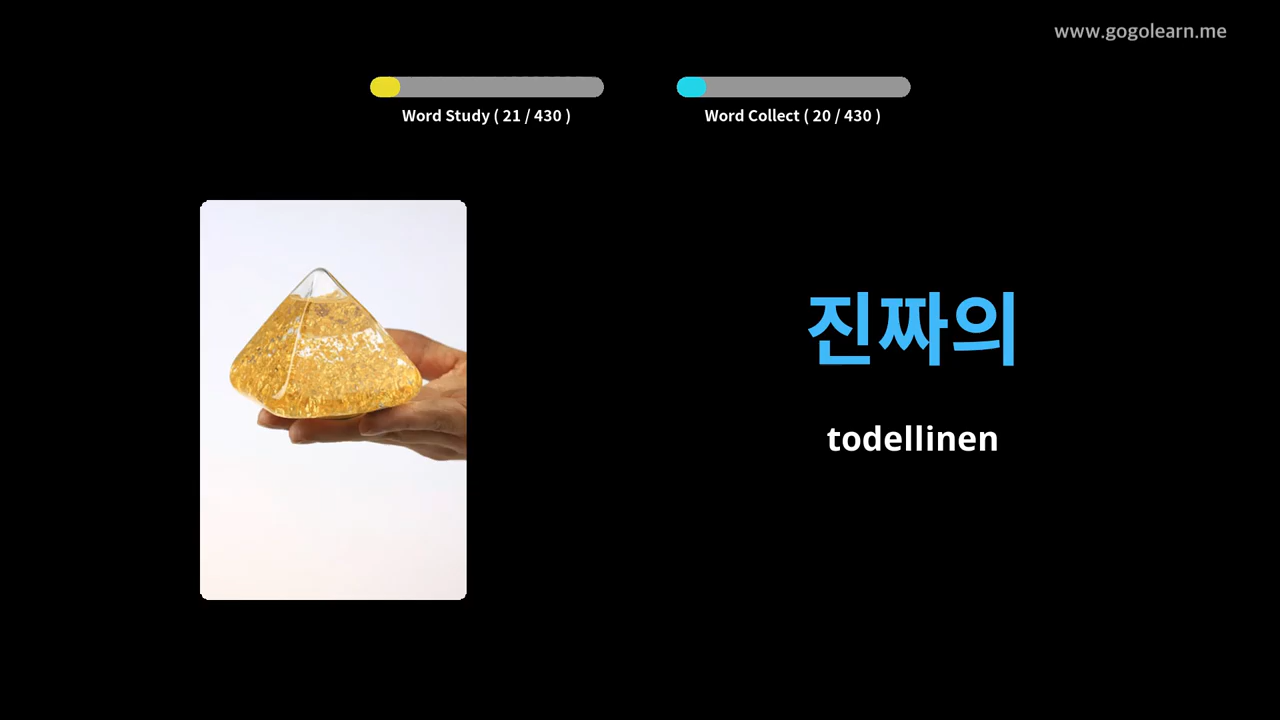 www.gogolearn.me
Word Study ( 21 / 430 )
Word Collect ( 20 / 430 )
진짜의
todellinen